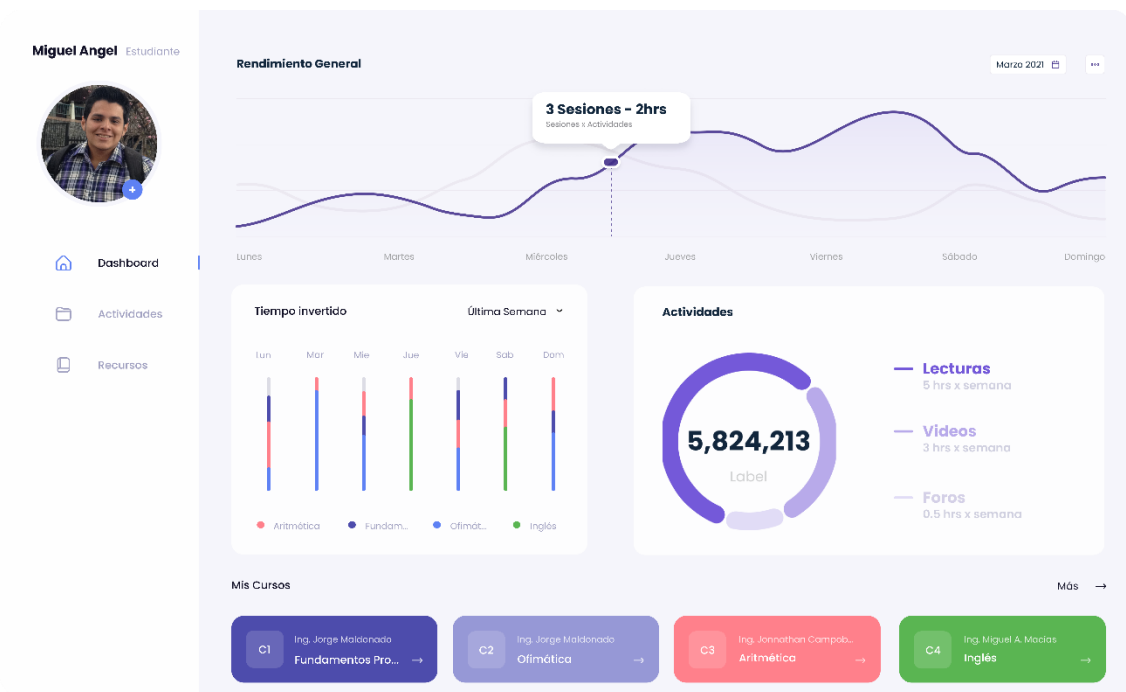 Miguel Angel Estudiante
Dashboard
Actividades
Recursos
Rendimiento General
Marzo 2021
3 Sesiones - 2hrs
Sesiones x Actividades
Lunes Martes Miércoles Jueves Viernes Sábado Domingo
Tiempo invertido Última Semana
Lun Mar Mie Jue Vie Sab Dom
Aritmética Fundam... Ofimát... Inglés
Actividades
5,824,213
Label
Lecturas
5 hrs x semana
Videos
3 hrs x semana
Foros
0.5 hrs x semana
Mis Cursos Más
C1
Ing. Jorge Maldonado
Fundamentos Pro...
C2
Ing. Jorge Maldonado
Ofimática
C3
Ing. Jonnathan Campob...
Aritmética
C4
Ing. Miguel A. Macias
Inglés